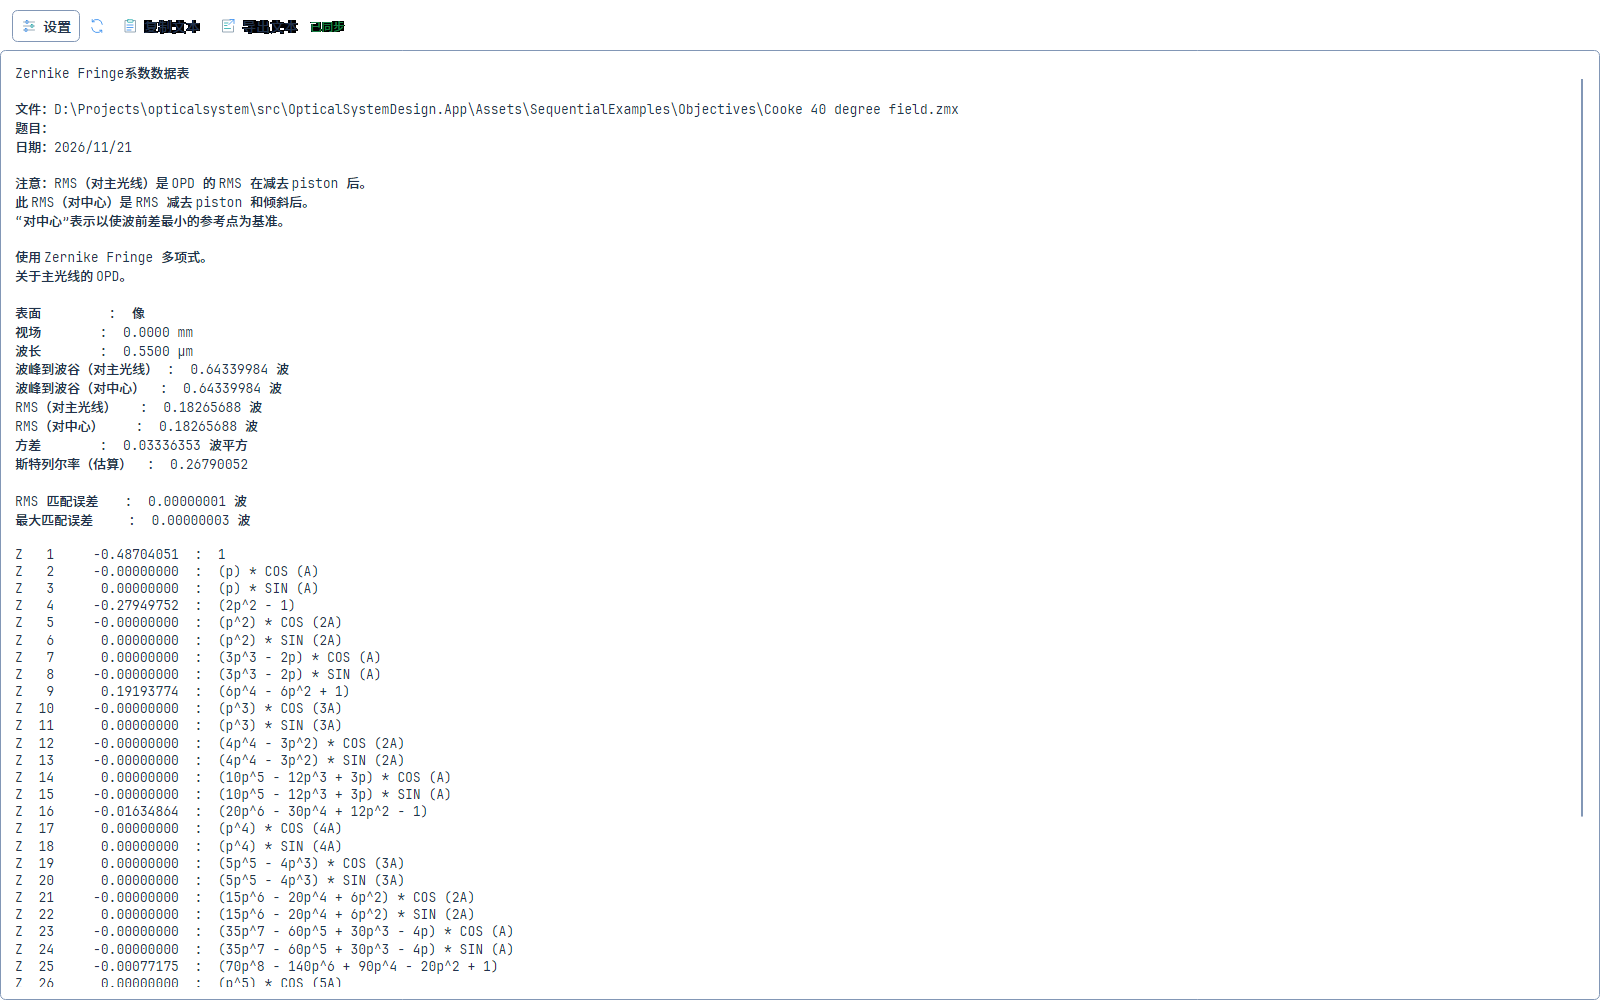 设置 复制文本 导出文本 已同步
Zernike Fringe系数数据表
文件: D:\Projects\opticalsystem\src\OpticalSystemDesign.App\Assets\SequentialExamples\Objectives\Cooke 40 degree field.zmx
题目:
日期: 2026/11/21
注意: RMS（对主光线）是 OPD 的 RMS 在减去 piston 后。
此 RMS（对中心）是 RMS 减去 piston 和倾斜后。
“对中心”表示以使波前差最小的参考点为基准。
使用 Zernike Fringe 多项式。
关于主光线的 OPD。
表面 : 像
视场 : 0.0000 mm
波长 : 0.5500 µm
波峰到波谷（对主光线） : 0.64339984 波
波峰到波谷（对中心） : 0.64339984 波
RMS（对主光线） : 0.18265688 波
RMS（对中心） : 0.18265688 波
方差 : 0.03336353 波平方
斯特列尔率（估算） : 0.26790052
RMS 匹配误差 : 0.00000001 波
最大匹配误差 : 0.00000003 波
Z 1 -0.48704051 : 1
Z 2 -0.00000000 : (p) * COS (A)
Z 3 0.00000000 : (p) * SIN (A)
Z 4 -0.27949752 : (2p^2 - 1)
Z 5 -0.00000000 : (p^2) * COS (2A)
Z 6 0.00000000 : (p^2) * SIN (2A)
Z 7 0.00000000 : (3p^3 - 2p) * COS (A)
Z 8 -0.00000000 : (3p^3 - 2p) * SIN (A)
Z 9 0.19193774 : (6p^4 - 6p^2 + 1)
Z 10 -0.00000000 : (p^3) * COS (3A)
Z 11 0.00000000 : (p^3) * SIN (3A)
Z 12 -0.00000000 : (4p^4 - 3p^2) * COS (2A)
Z 13 -0.00000000 : (4p^4 - 3p^2) * SIN (2A)
Z 14 0.00000000 : (10p^5 - 12p^3 + 3p) * COS (A)
Z 15 -0.00000000 : (10p^5 - 12p^3 + 3p) * SIN (A)
Z 16 -0.01634864 : (20p^6 - 30p^4 + 12p^2 - 1)
Z 17 0.00000000 : (p^4) * COS (4A)
Z 18 0.00000000 : (p^4) * SIN (4A)
Z 19 0.00000000 : (5p^5 - 4p^3) * COS (3A)
Z 20 0.00000000 : (5p^5 - 4p^3) * SIN (3A)
Z 21 -0.00000000 : (15p^6 - 20p^4 + 6p^2) * COS (2A)
Z 22 0.00000000 : (15p^6 - 20p^4 + 6p^2) * SIN (2A)
Z 23 -0.00000000 : (35p^7 - 60p^5 + 30p^3 - 4p) * COS (A)
Z 24 -0.00000000 : (35p^7 - 60p^5 + 30p^3 - 4p) * SIN (A)
Z 25 -0.00077175 : (70p^8 - 140p^6 + 90p^4 - 20p^2 + 1)
Z 26 0.00000000 : (p^5) * COS (5A)